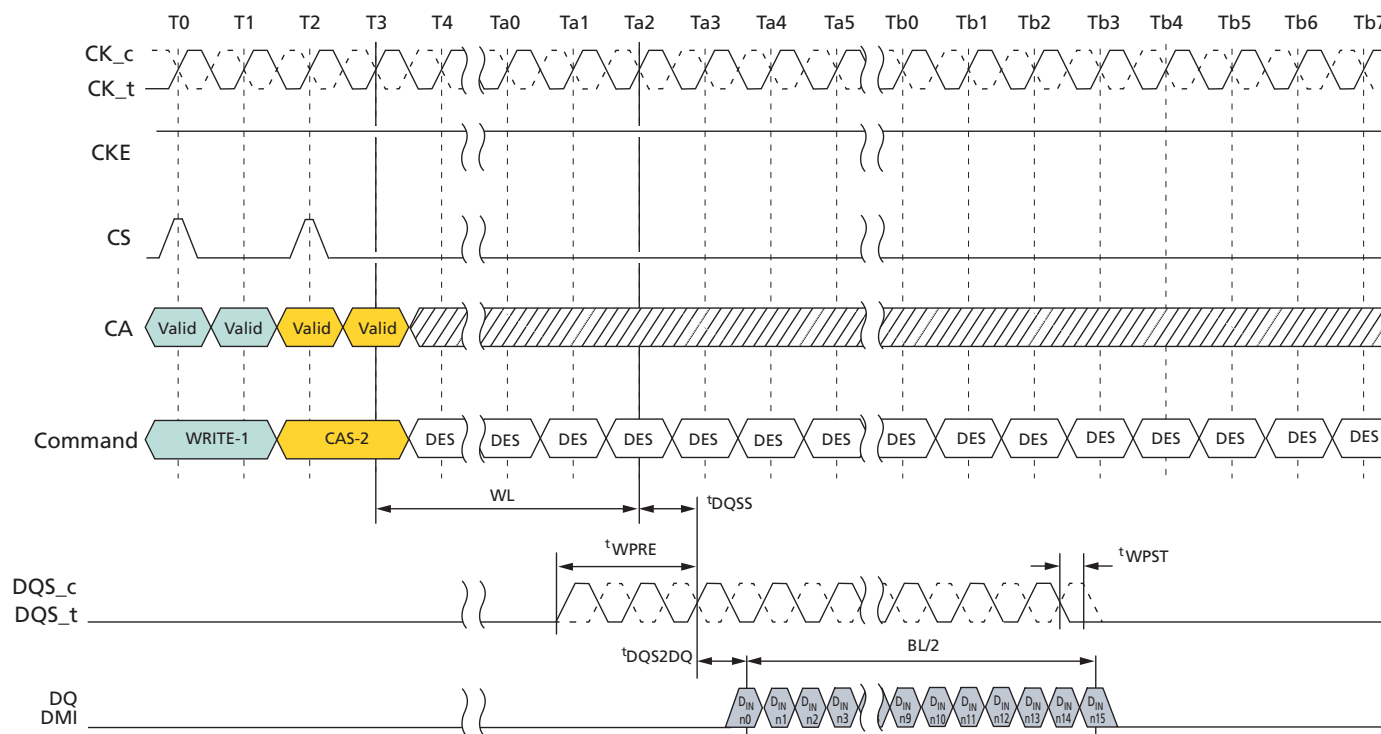 T0 T1 T2 T3 T4 Ta0 Ta1 Ta2 Ta3 Ta4 Ta5 Tb0 Tb1 Tb2 Tb3 Tb4 Tb5 Tb6 Tb7
CK_c
CK_t
CKE
CS
CA Valid Valid Valid Valid
Command WRITE-1 CAS-2 DES DES DES DES DES DES DES DES DES DES DES DES DES DES DES
WL tDQSS
tWPRE tWPST
DQS_c
DQS_t
tDQS2DQ BL/2
DQ
DMI
DIN n0 DIN n1 DIN n2 DIN n3 DIN n9 DIN n10 DIN n11 DIN n12 DIN n13 DIN n14 DIN n15